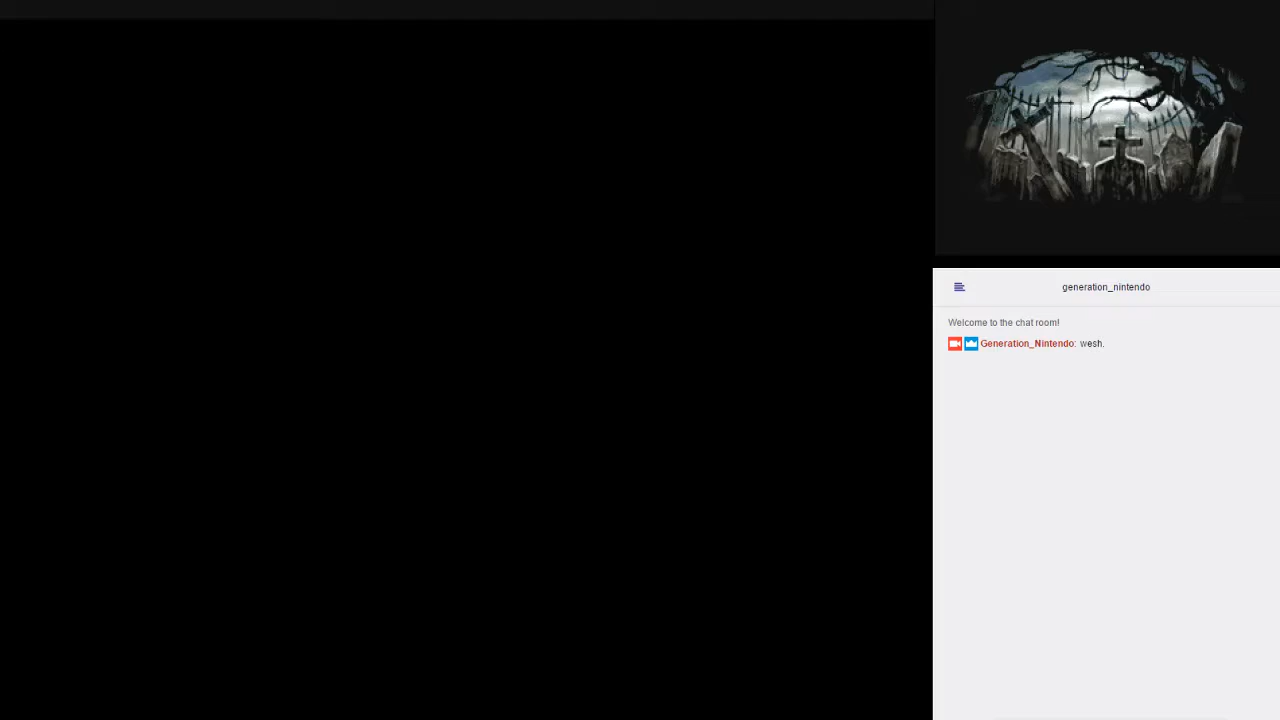 generation_nintendo
Welcome to the chat room!
Generation_Nintendo: wesh.